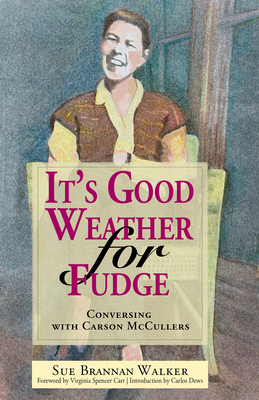 IT'S GOOD
WEATHER
for
FUDGE
CONVERSING
WITH CARSON MCCULLERS
SUE BRANNAN WALKER
Foreword by Virginia Spencer Carr | Introduction by Carlos Dews